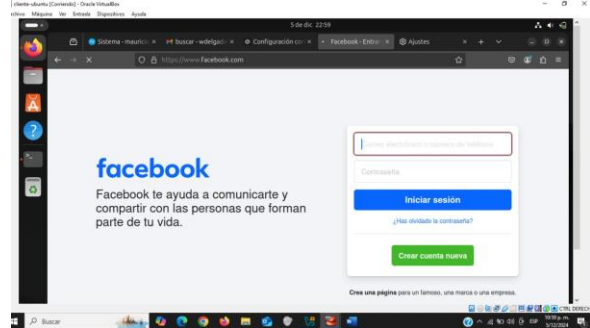 cliente-ubuntu [Corriendo] - Oracle VirtualBox
Archivo Máquina Ver Entrada Dispositivos Ayuda
5 de dic 22:59
Sistema - mauricio
buscar - wdelgado
Configuración
Facebook - Entrar
Ajustes
https://www.facebook.com
Correo electrónico o número de teléfono
facebook
Contraseña
Facebook te ayuda a comunicarte y
compartir con las personas que forman
parte de tu vida.
Iniciar sesión
¿Has olvidado la contraseña?
Crear cuenta nueva
Crea una página para un famoso, una marca o una empresa.
CTRL DERECHA
Buscar
ESP
5/12/2024